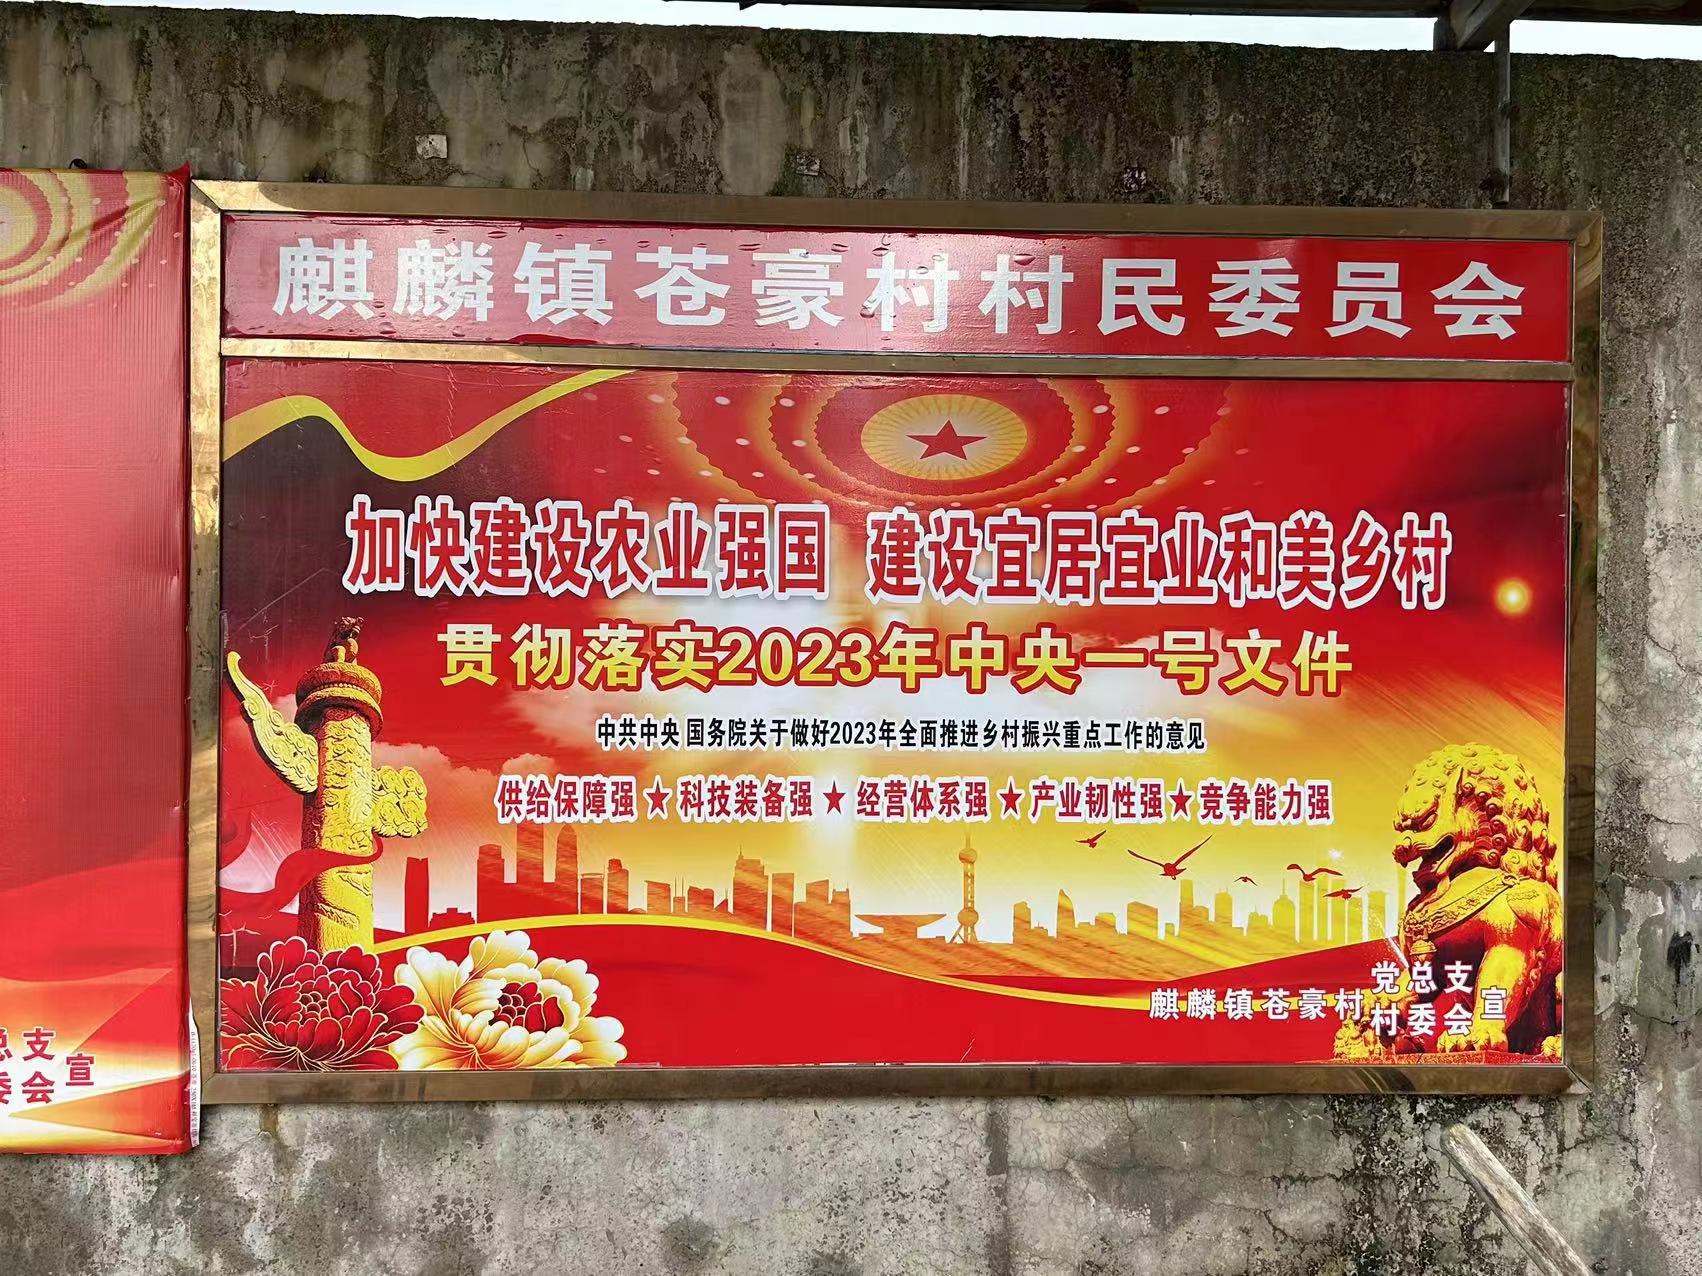 麒麟镇苍豪村村民委员会
加快建设农业强国 建设宜居宜业和美乡村
贯彻落实2023年中央一号文件
中共中央 国务院关于做好2023年全面推进乡村振兴重点工作的意见
供给保障强★科技装备强★经营体系强★产业韧性强★竞争能力强
麒麟镇苍豪村党总支村委会宣
总支
委会宣